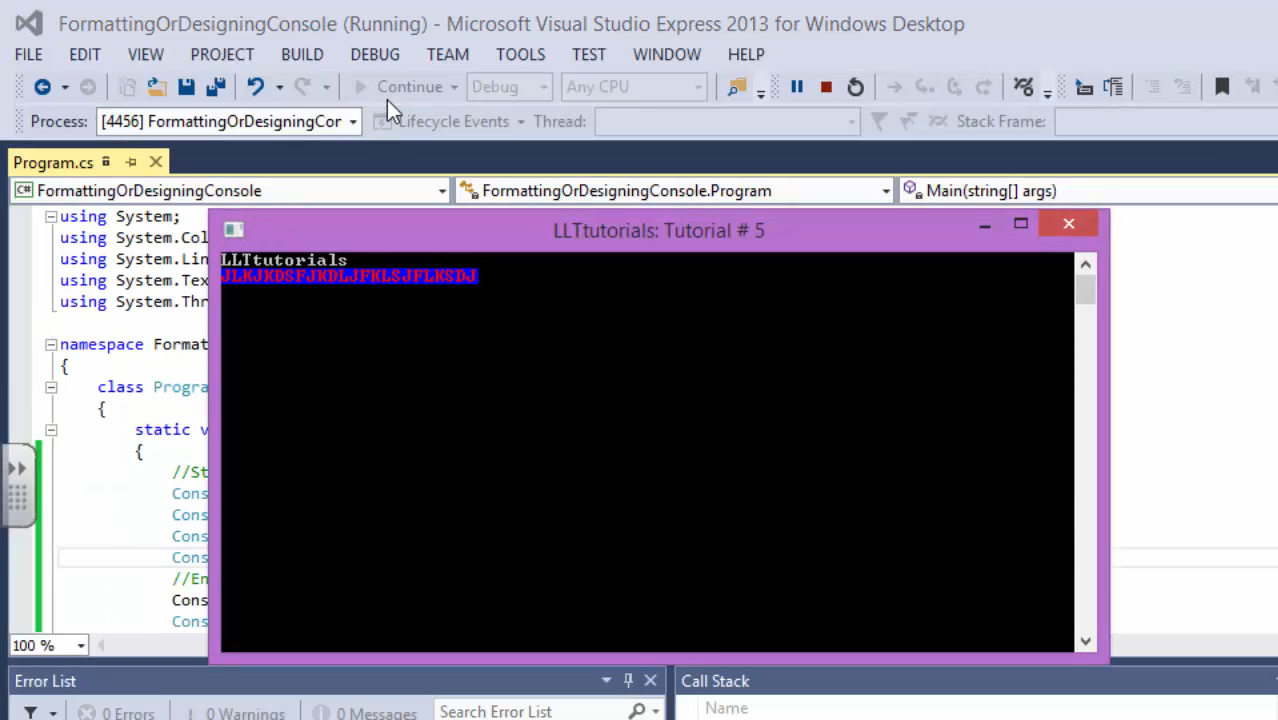 FormattingOrDesigningConsole (Running) - Microsoft Visual Studio Express 2013 for Windows Desktop
FILE EDIT VIEW PROJECT BUILD DEBUG TEAM TOOLS TEST WINDOW HELP
Continue Debug Any CPU
Process: [4456] FormattingOrDesigningCor Lifecycle Events Thread: Stack Frame:
Program.cs
C# FormattingOrDesigningConsole FormattingOrDesigningConsole.Program Main(string[] args)
using System;
LLTtutorials: Tutorial # 5
using System.Col
LLTtutorials
using System.Lin
JLKJKDSFJKDLJFKLSJFLKSDJ
using System.Tex
using System.Thr
namespace Format
{
class Progra
{
static v
{
//St
Cons
Cons
Cons
Cons
//En
Cons
Cons
100 %
Error List Call Stack
0 Errors 0 Warnings 0 Messages Search Error List Name